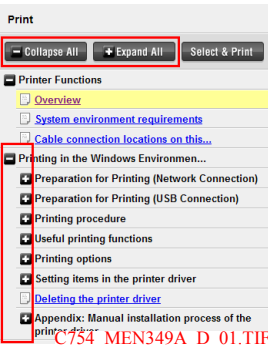 Print
Collapse All Expand All Select & Print
Printer Functions
Overview
System environment requirements
Cable connection locations on this...
Printing in the Windows Environmen...
Preparation for Printing (Network Connection)
Preparation for Printing (USB Connection)
Printing procedure
Useful printing functions
Printing options
Setting items in the printer driver
Deleting the printer driver
Appendix: Manual installation process of the
printer driver
C754_MEN349A_D_01.TIF